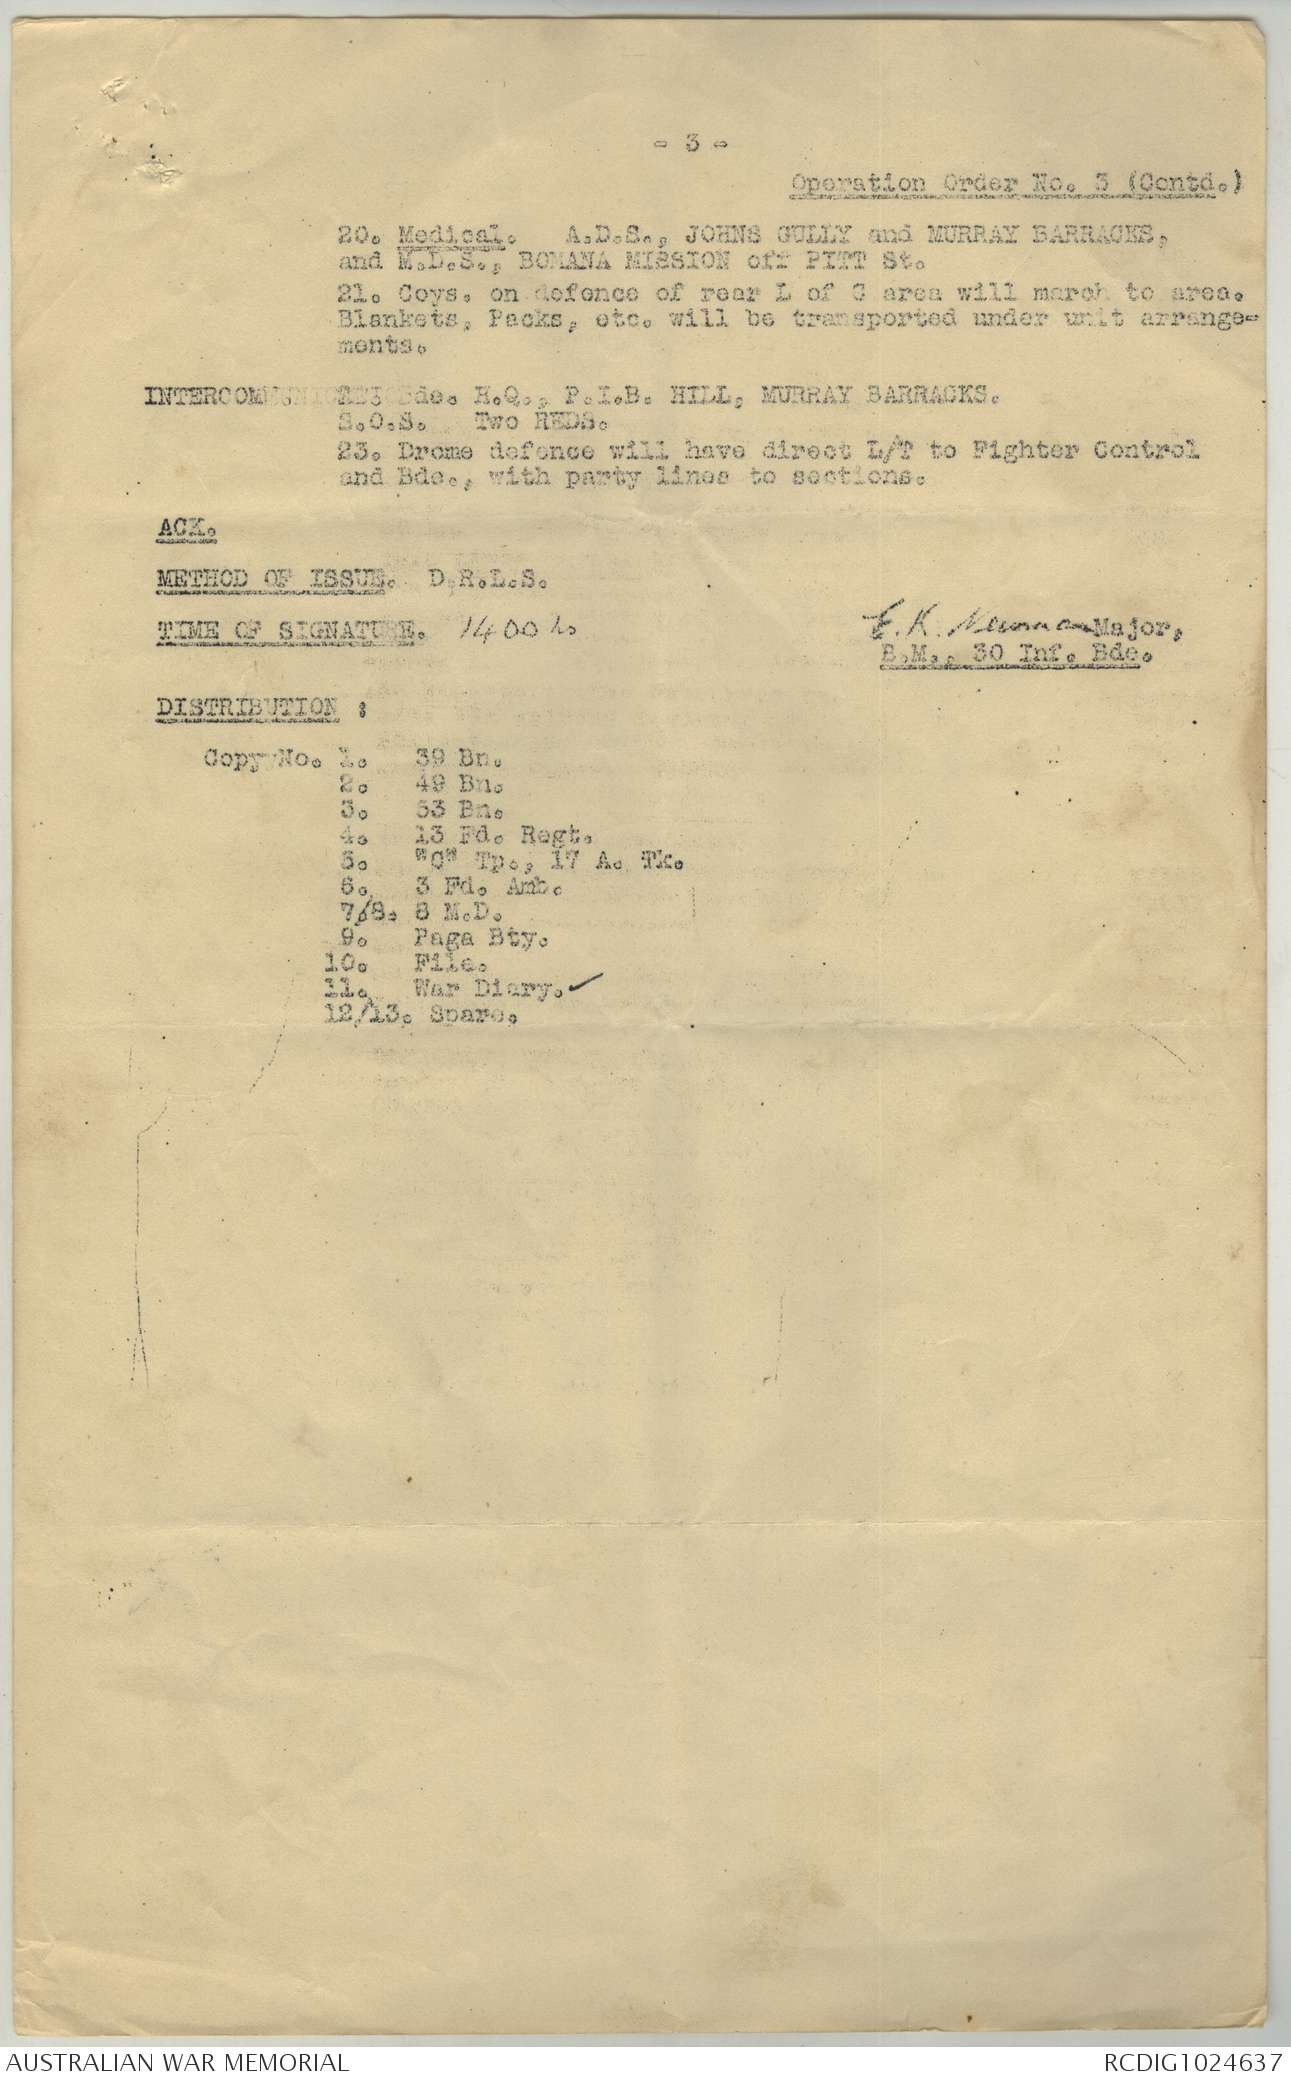 - 3 -
Operation Order No. 3 (Contd.)
20. Medical.   A.D.S., JOHNS GULLY and MURRAY BARRACKS,
and M.D.S., BOMANA MISSION off PITT St.
21. Coys. on defence of rear L of C area will march to area.
Blankets, Packs, etc. will be transported under unit arrange-
ments.
INTERCOM Bde. H.Q., P.I.B. HILL, MURRAY BARRACKS.
S.O.S.   Two REDS.
23. Drome defence will have direct L/T to Fighter Control
and Bde., with party lines to sections.
ACK.
METHOD OF ISSUE.  D.R.L.S.
TIME OF SIGNATURE.  1400 h.
E. K. Newman Major,
B.M., 30 Inf. Bde.
DISTRIBUTION :
Copy No. 1.   39 Bn.
2.   49 Bn.
3.   53 Bn.
4.   13 Fd. Regt.
5.   "C" Tp., 17 A. Tk.
6.   3 Fd. Amb.
7/8.  8 M.D.
9.   Paga Bty.
10.   File.
11.   War Diary. ✓
12/13.  Spare.
AUSTRALIAN WAR MEMORIAL
RCDIG1024637